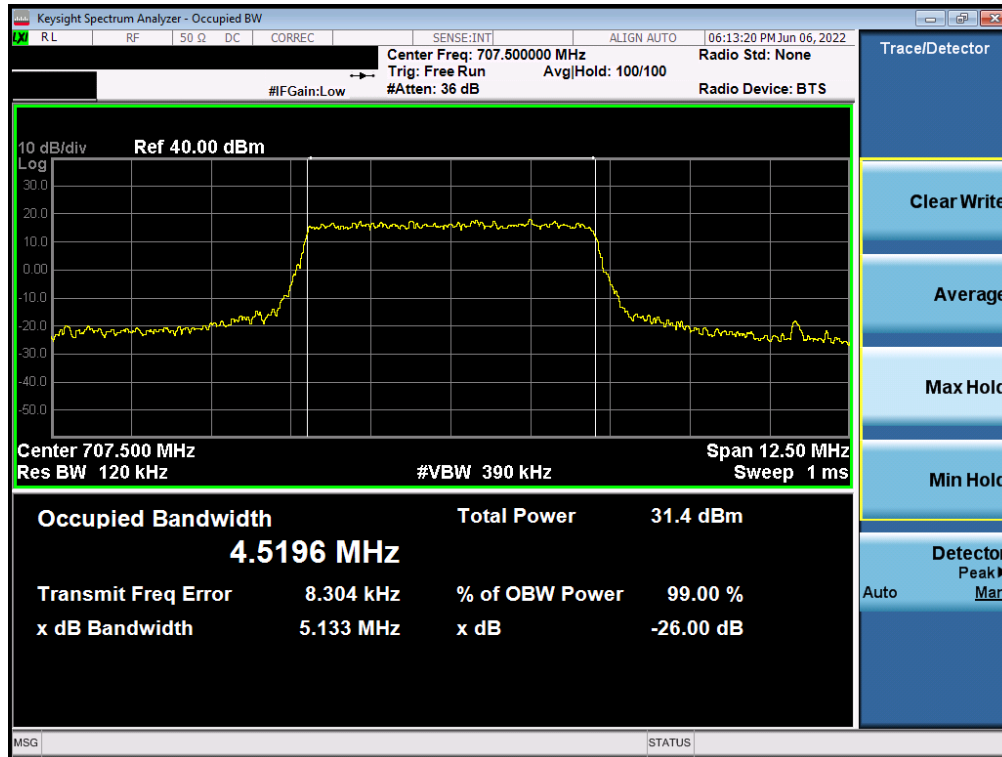 Keysight Spectrum Analyzer - Occupied BW
LXI RL RF 50 Ω DC CORREC SENSE:INT ALIGN AUTO 06:13:20 PM Jun 06, 2022
Center Freq: 707.500000 MHz Radio Std: None
Trig: Free Run Avg|Hold: 100/100
#IFGain:Low #Atten: 36 dB Radio Device: BTS
Trace/Detector
10 dB/div Ref 40.00 dBm
Log
30.0
20.0
10.0
0.00
-10.0
-20.0
-30.0
-40.0
-50.0
Center 707.500 MHz Span 12.50 MHz
Res BW 120 kHz #VBW 390 kHz Sweep 1 ms
Occupied Bandwidth Total Power 31.4 dBm
4.5196 MHz
Transmit Freq Error 8.304 kHz % of OBW Power 99.00 %
x dB Bandwidth 5.133 MHz x dB -26.00 dB
Clear Write
Average
Max Hold
Min Hold
Detector
Peak
Auto Man
MSG STATUS